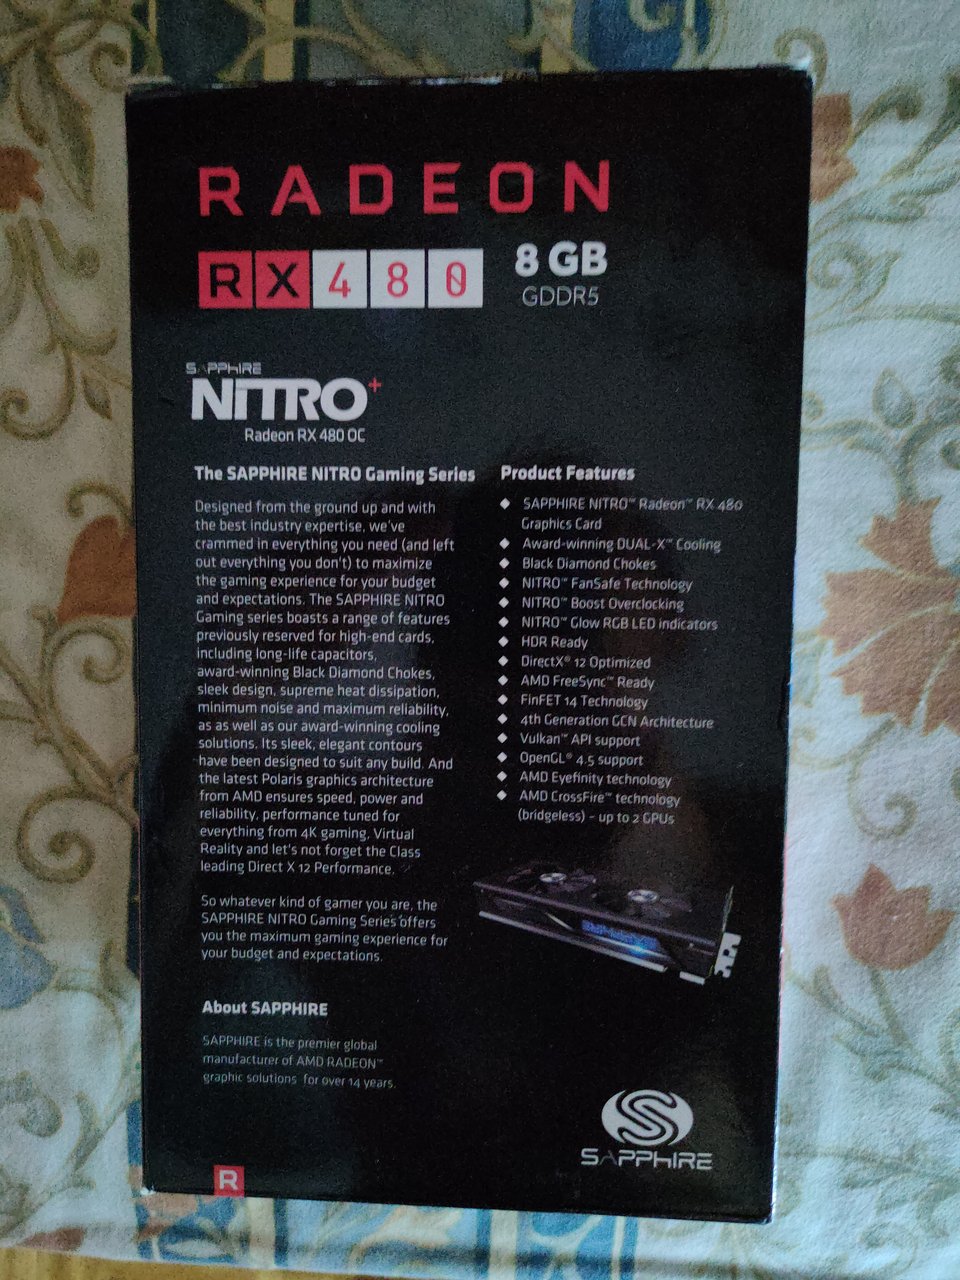 RADEON
RX480
8 GB
GDDR5
SAPPHIRE
NITRO+
Radeon RX 480 OC
The SAPPHIRE NITRO Gaming Series
Designed from the ground up and with
the best industry expertise, we've
crammed in everything you need (and left
out everything you don't) to maximize
the gaming experience for your budget
and expectations. The SAPPHIRE NITRO
Gaming series boasts a range of features
previously reserved for high-end cards,
including long-life capacitors,
award-winning Black Diamond Chokes,
sleek design, supreme heat dissipation,
minimum noise and maximum reliability,
as as well as our award-winning cooling
solutions. Its sleek, elegant contours
have been designed to suit any build. And
the latest Polaris graphics architecture
from AMD ensures speed, power and
reliability, performance tuned for
everything from 4K gaming, Virtual
Reality and let's not forget the Class
leading Direct X 12 Performance.
So whatever kind of gamer you are, the
SAPPHIRE NITRO Gaming Series offers
you the maximum gaming experience for
your budget and expectations.
About SAPPHIRE
SAPPHIRE is the premier global
manufacturer of AMD RADEON™
graphic solutions for over 14 years.
Product Features
◆ SAPPHIRE NITRO™ Radeon™ RX 480
Graphics Card
◆ Award-winning DUAL-X™ Cooling
◆ Black Diamond Chokes
◆ NITRO™ FanSafe Technology
◆ NITRO™ Boost Overclocking
◆ NITRO™ Glow RGB LED indicators
◆ HDR Ready
◆ DirectX® 12 Optimized
◆ AMD FreeSync™ Ready
◆ FinFET 14 Technology
◆ 4th Generation GCN Architecture
◆ Vulkan™ API support
◆ OpenGL® 4.5 support
◆ AMD Eyefinity technology
◆ AMD CrossFire™ technology
(bridgeless) – up to 2 GPUs
SAPPHIRE
SAPPHIRE
R